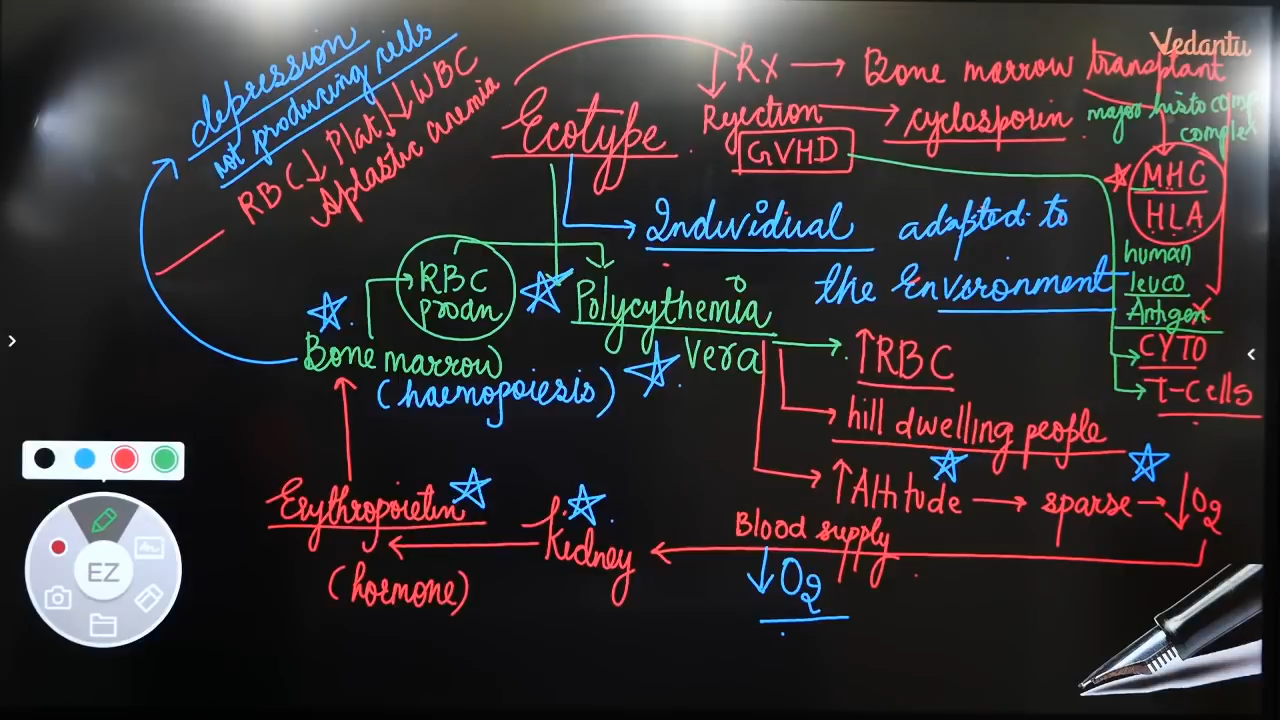 Vedantu
depression
not producing cells
RBC↓ Plat↓ ↓WBC
Aplastic anemia
Rx → Bone marrow transplant
Rejection → cyclosporin
GVHD
major histo comp
complex
MHC
HLA
human
leuco
Antigen
CYTO
T-cells
Ecotype
Individual adapted to
the Environment
RBC
prodn
Polycythemia
Vera
Bone marrow
(haemopoiesis)
↑RBC
hill dwelling people
↑Altitude → sparse → ↓O2
Blood supply
↓O2
Kidney
Erythropoietin
(hormone)
EZ